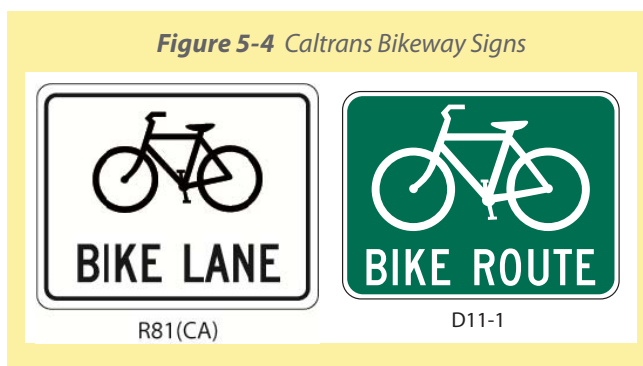 Figure 5-4 Caltrans Bikeway Signs
BIKE LANE
R81(CA)
BIKE ROUTE
D11-1